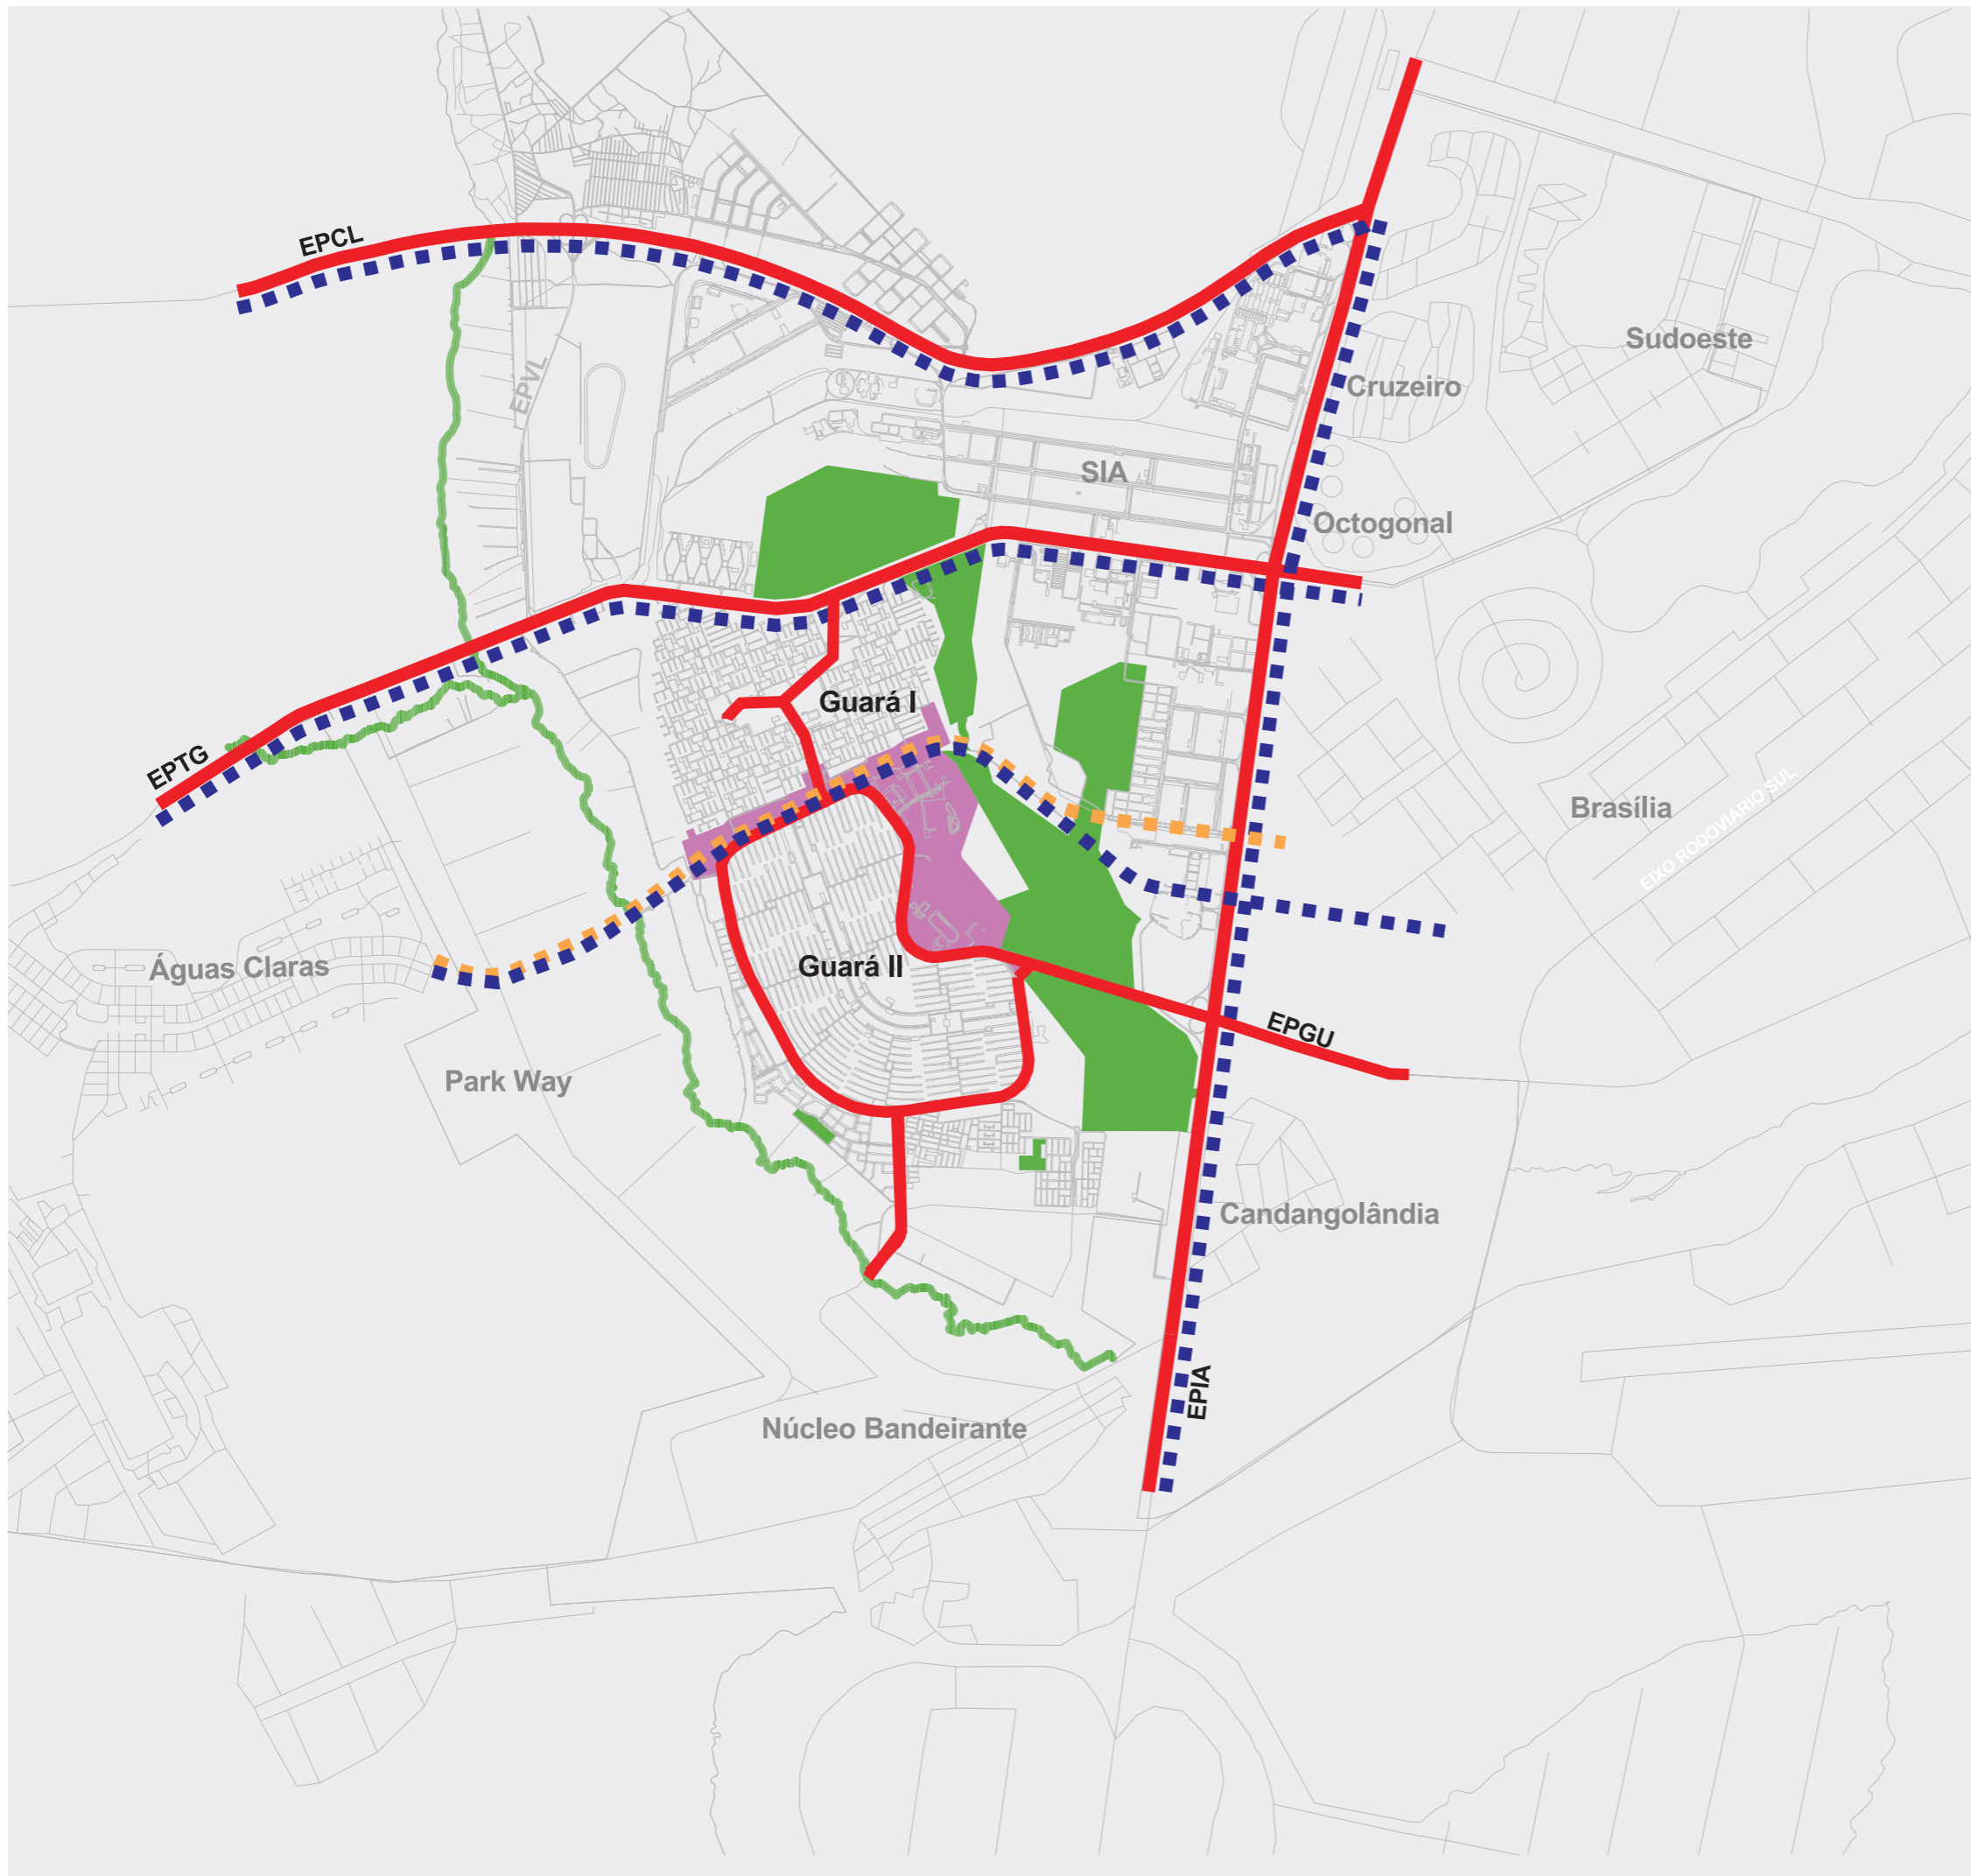 EPCL
Sudoeste
EPVL
Cruzeiro
SIA
Octogonal
Guará I
EPTG
Brasília
EIXO RODOVIÁRIO SUL
Águas Claras
Guará II
EPGU
Park Way
Candangolândia
EPIA
Núcleo Bandeirante